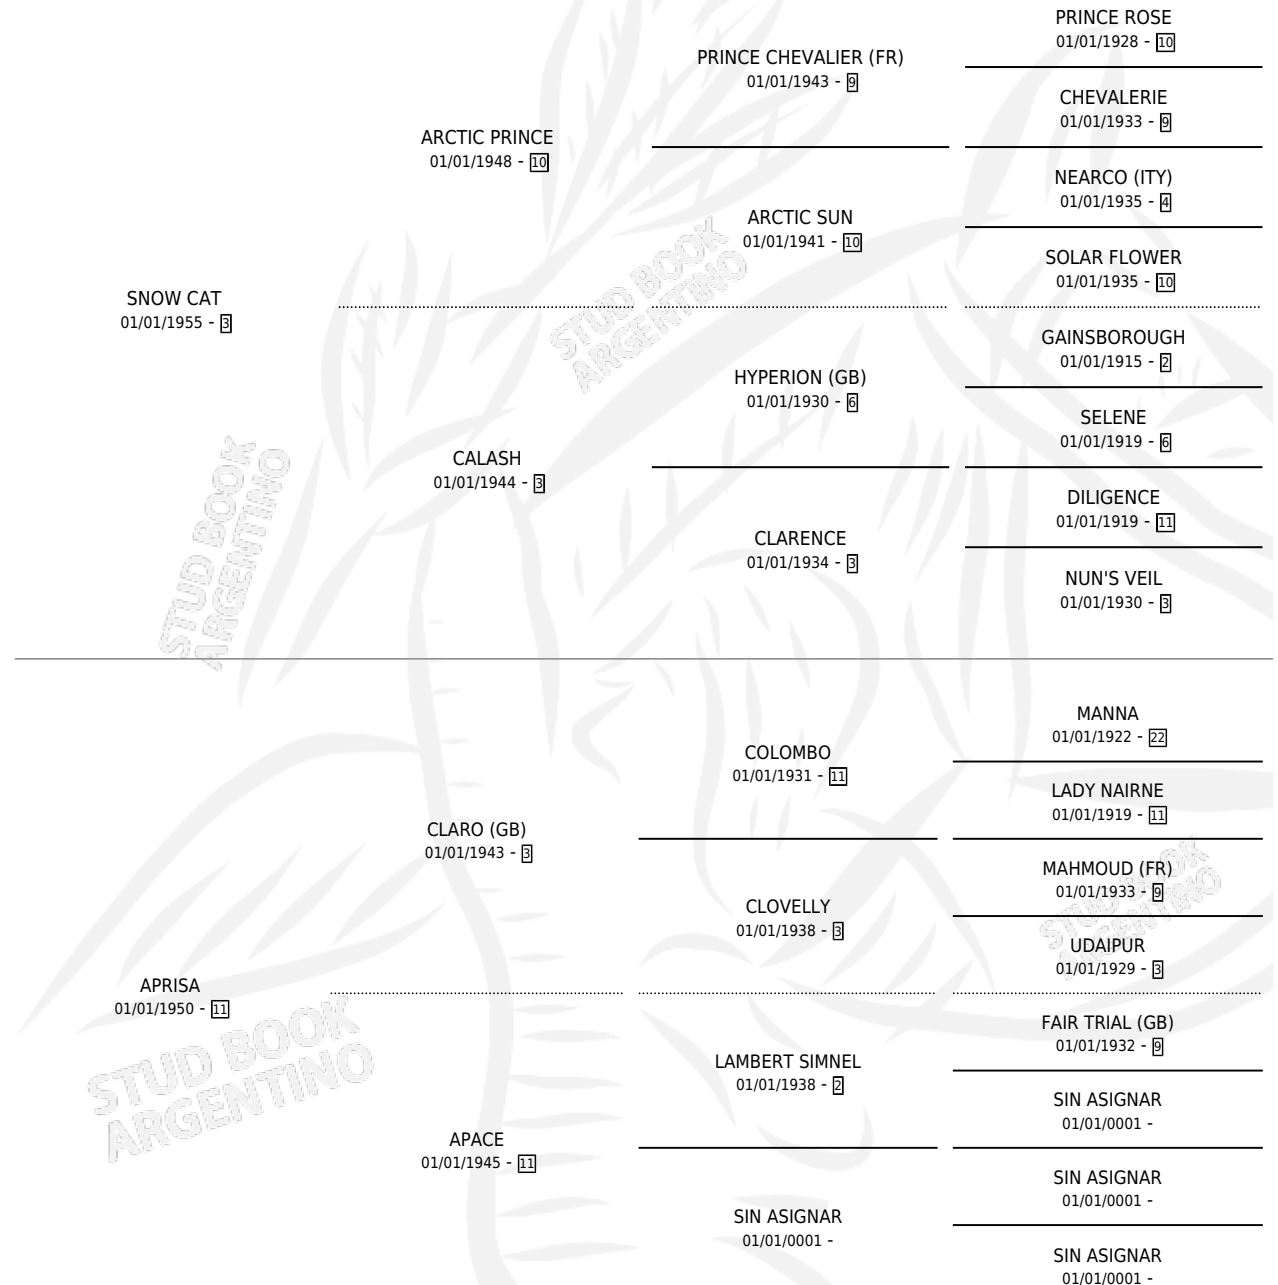 PRINCE ROSE
01/01/1928 - 10
PRINCE CHEVALIER (FR)
01/01/1943 - 9
CHEVALERIE
01/01/1933 - 9
ARCTIC PRINCE
01/01/1948 - 10
NEARCO (ITY)
01/01/1935 - 4
ARCTIC SUN
01/01/1941 - 10
SOLAR FLOWER
01/01/1935 - 10
SNOW CAT
01/01/1955 - 3
GAINSBOROUGH
01/01/1915 - 2
HYPERION (GB)
01/01/1930 - 6
SELENE
01/01/1919 - 6
CALASH
01/01/1944 - 3
DILIGENCE
01/01/1919 - 11
CLARENCE
01/01/1934 - 3
NUN'S VEIL
01/01/1930 - 3
MANNA
01/01/1922 - 22
COLOMBO
01/01/1931 - 11
LADY NAIRNE
01/01/1919 - 11
CLARO (GB)
01/01/1943 - 3
MAHMOUD (FR)
01/01/1933 - 9
CLOVELLY
01/01/1938 - 3
UDAIPUR
01/01/1929 - 3
APRISA
01/01/1950 - 11
FAIR TRIAL (GB)
01/01/1932 - 9
LAMBERT SIMNEL
01/01/1938 - 2
SIN ASIGNAR
01/01/0001 -
APACE
01/01/1945 - 11
SIN ASIGNAR
01/01/0001 -
SIN ASIGNAR
01/01/0001 -
SIN ASIGNAR
01/01/0001 -
STUD BOOK
ARGENTINO
STUD BOOK
ARGENTINO
STUD BOOK
ARGENTINO
STUD BOOK
ARGENTINO